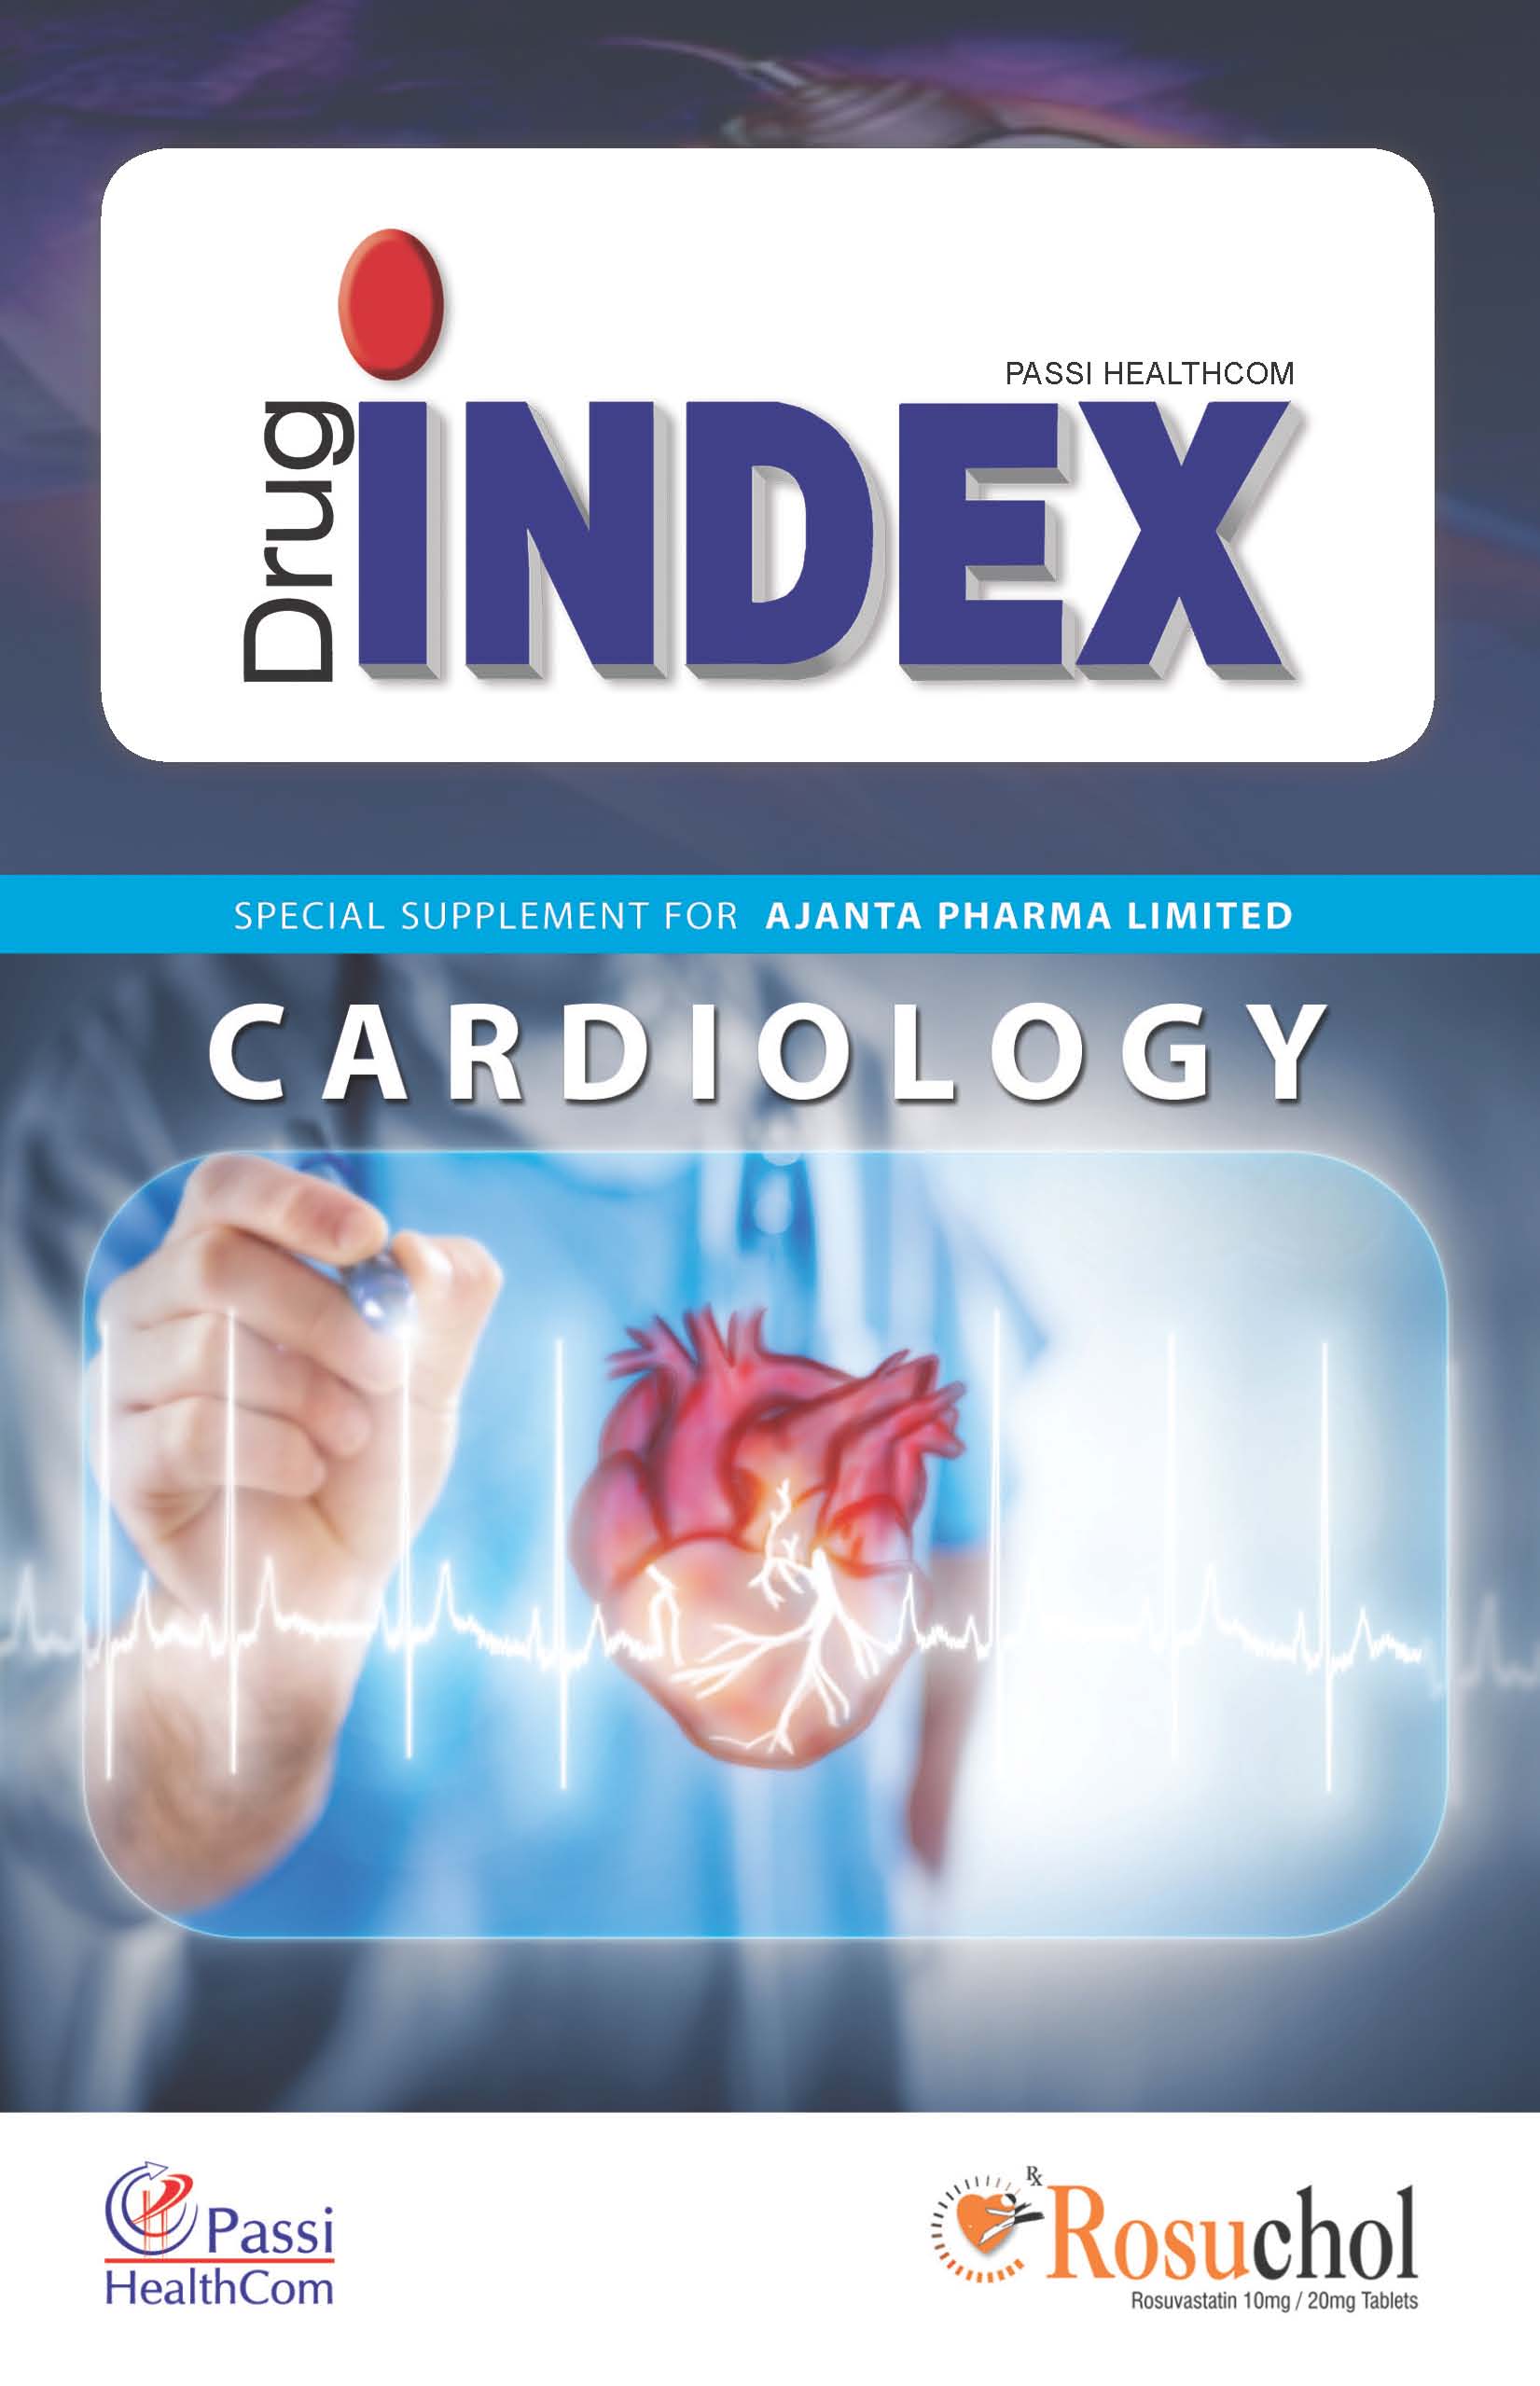 PASSI HEALTHCOM
Drug
iNDEX
SPECIAL SUPPLEMENT FOR AJANTA PHARMA LIMITED
CARDIOLOGY
Passi
HealthCom
Rx
Rosuchol
Rosuvastatin 10mg / 20mg Tablets